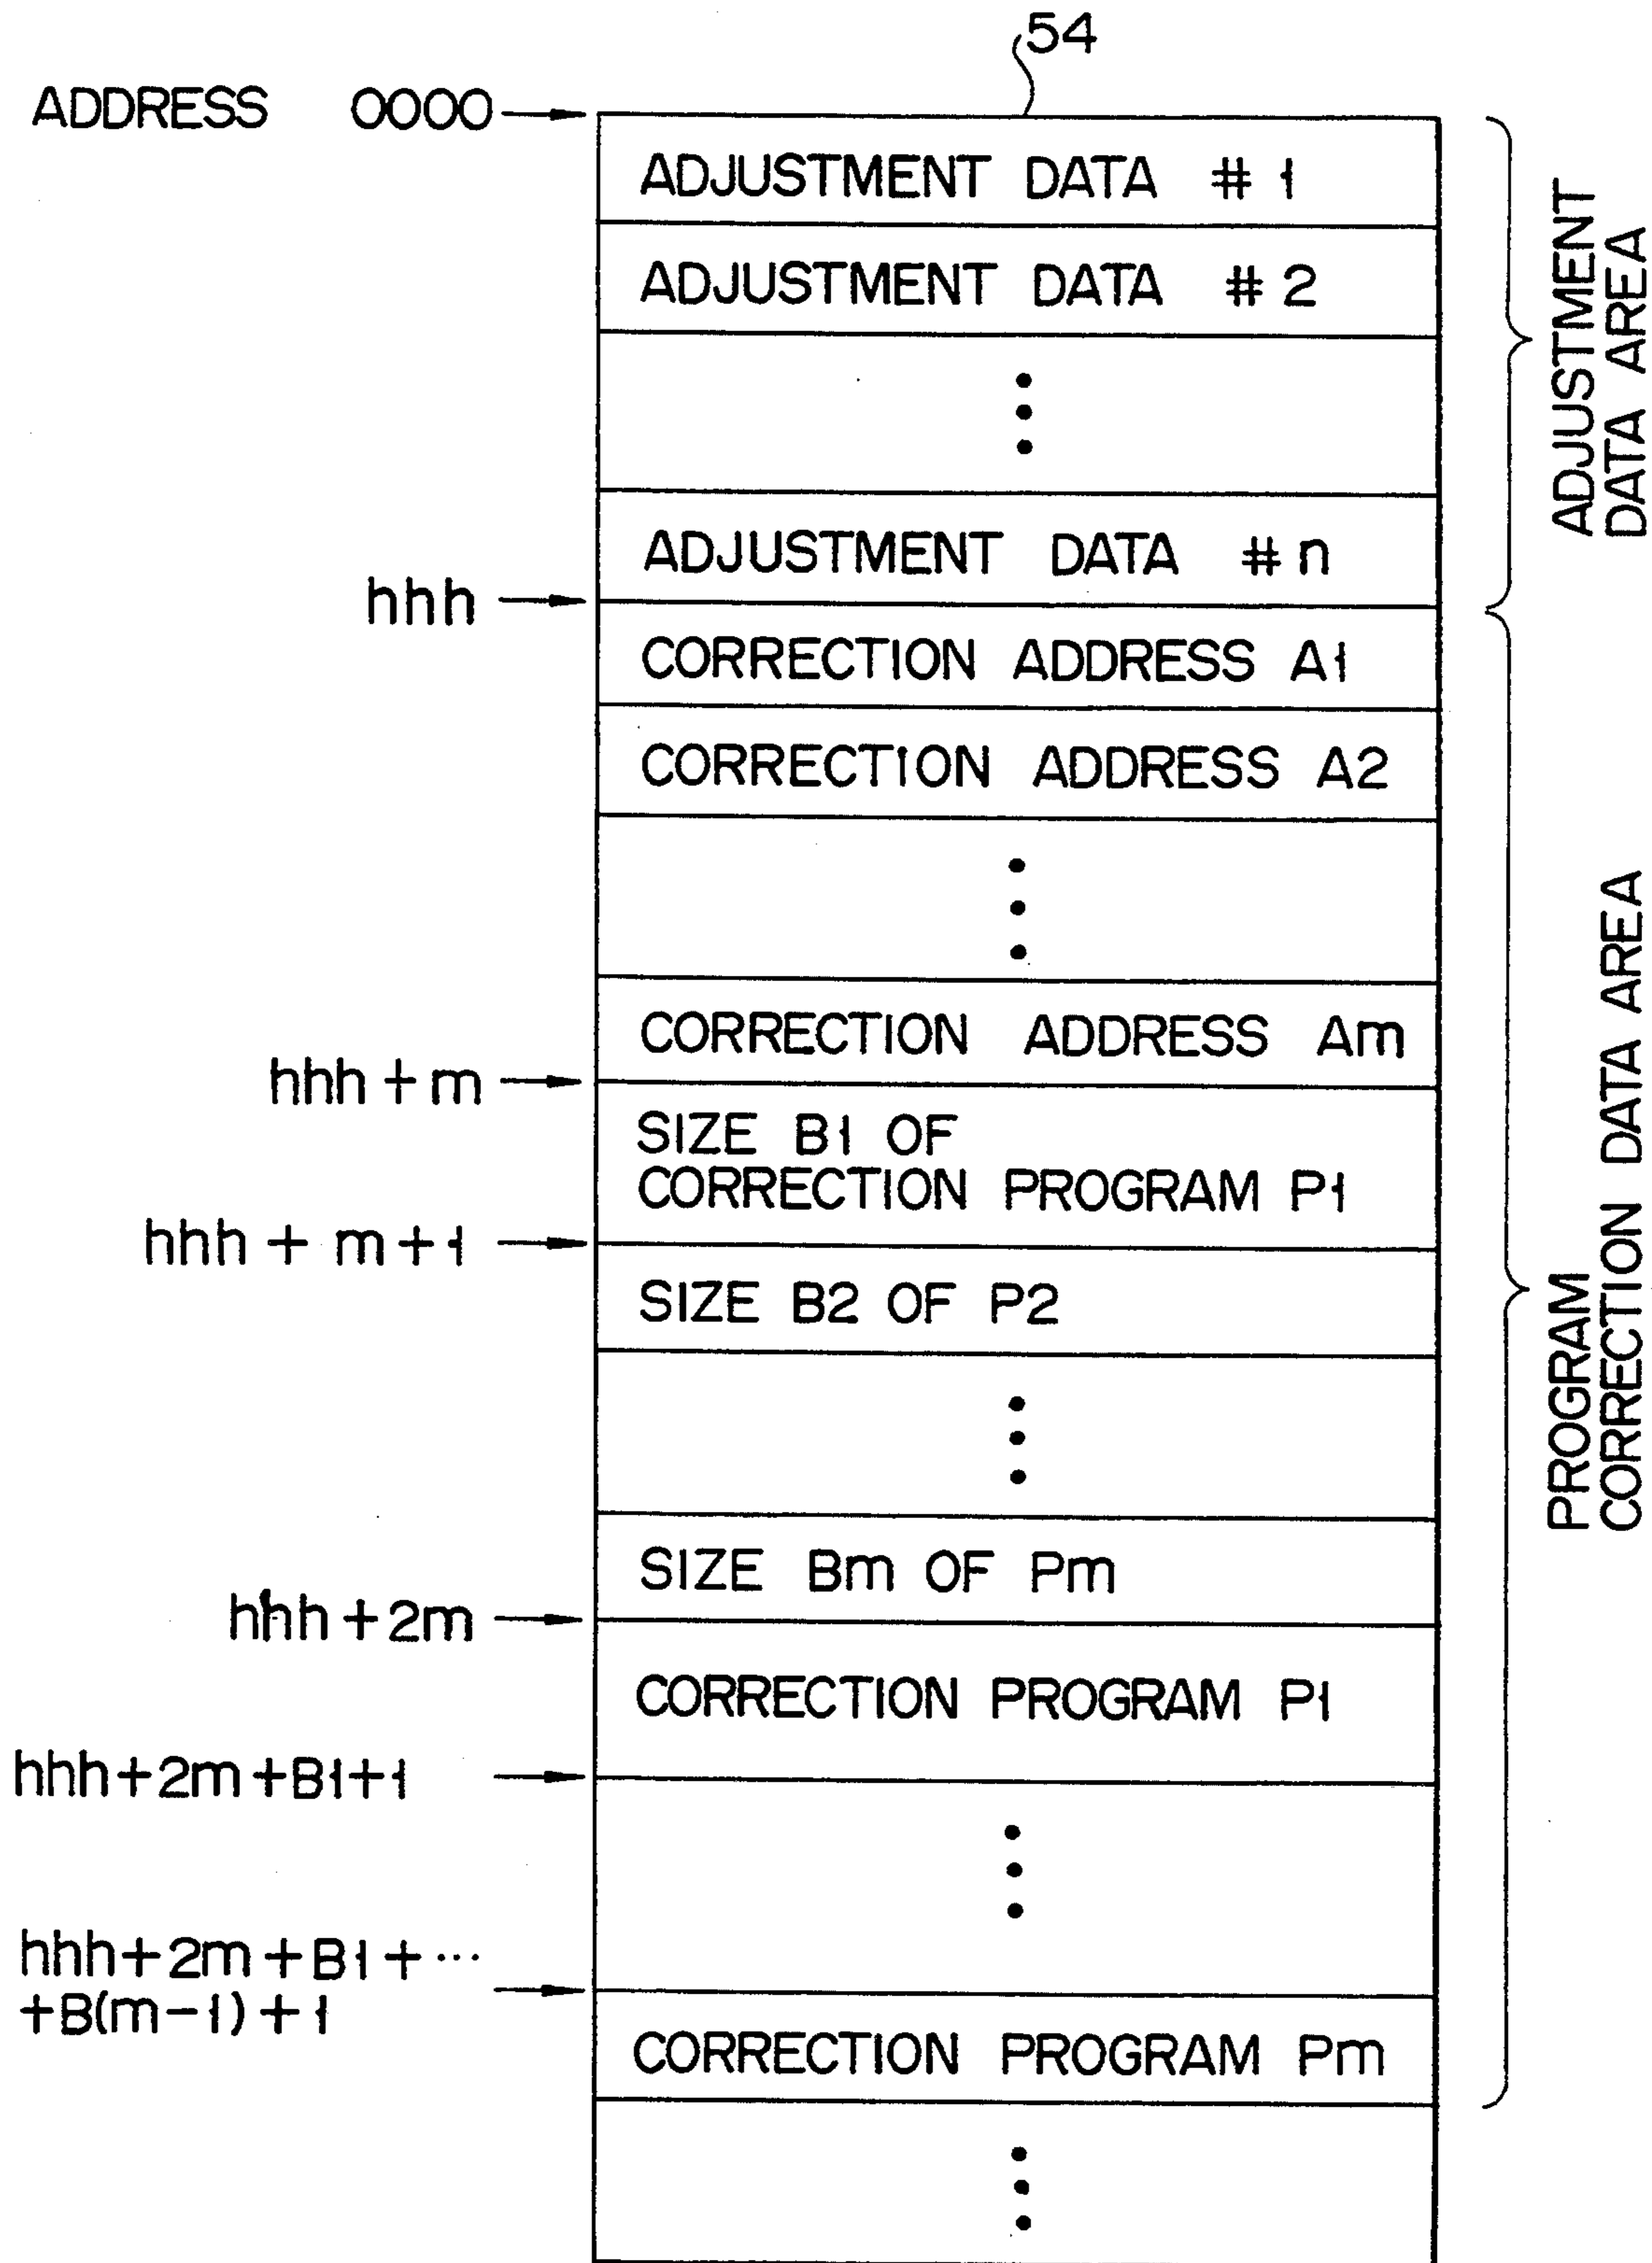 54
ADDRESS 0000
ADJUSTMENT DATA #1
ADJUSTMENT DATA #2
ADJUSTMENT DATA #n
ADJUSTMENT
DATA AREA
hhh
CORRECTION ADDRESS A1
CORRECTION ADDRESS A2
CORRECTION ADDRESS Am
hhh+m
SIZE B1 OF
CORRECTION PROGRAM P1
hhh + m+1
SIZE B2 OF P2
SIZE Bm OF Pm
hhh+2m
CORRECTION PROGRAM P1
hhh+2m+B1+1
hhh+2m+B1+···
+B(m-1)+1
CORRECTION PROGRAM Pm
PROGRAM
CORRECTION DATA AREA